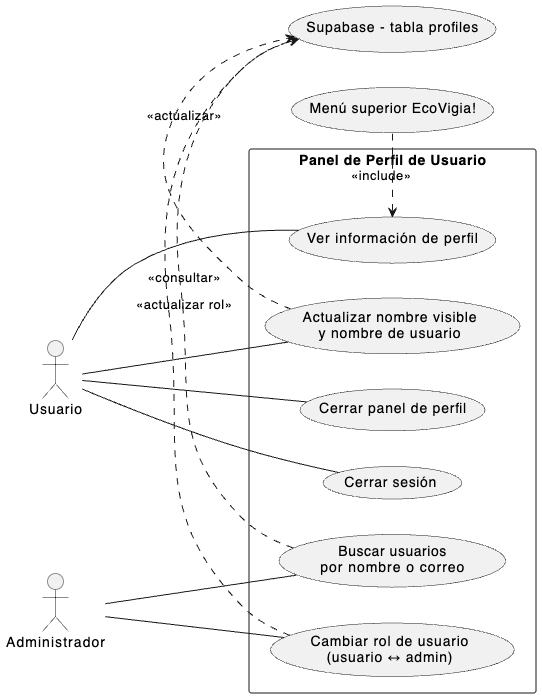 Supabase - tabla profiles
Menú superior EcoVigia!
«actualizar»
Panel de Perfil de Usuario
«include»
Ver información de perfil
«consultar»
«actualizar rol»
Actualizar nombre visible
y nombre de usuario
Usuario
Cerrar panel de perfil
Cerrar sesión
Buscar usuarios
por nombre o correo
Administrador
Cambiar rol de usuario
(usuario ↔ admin)